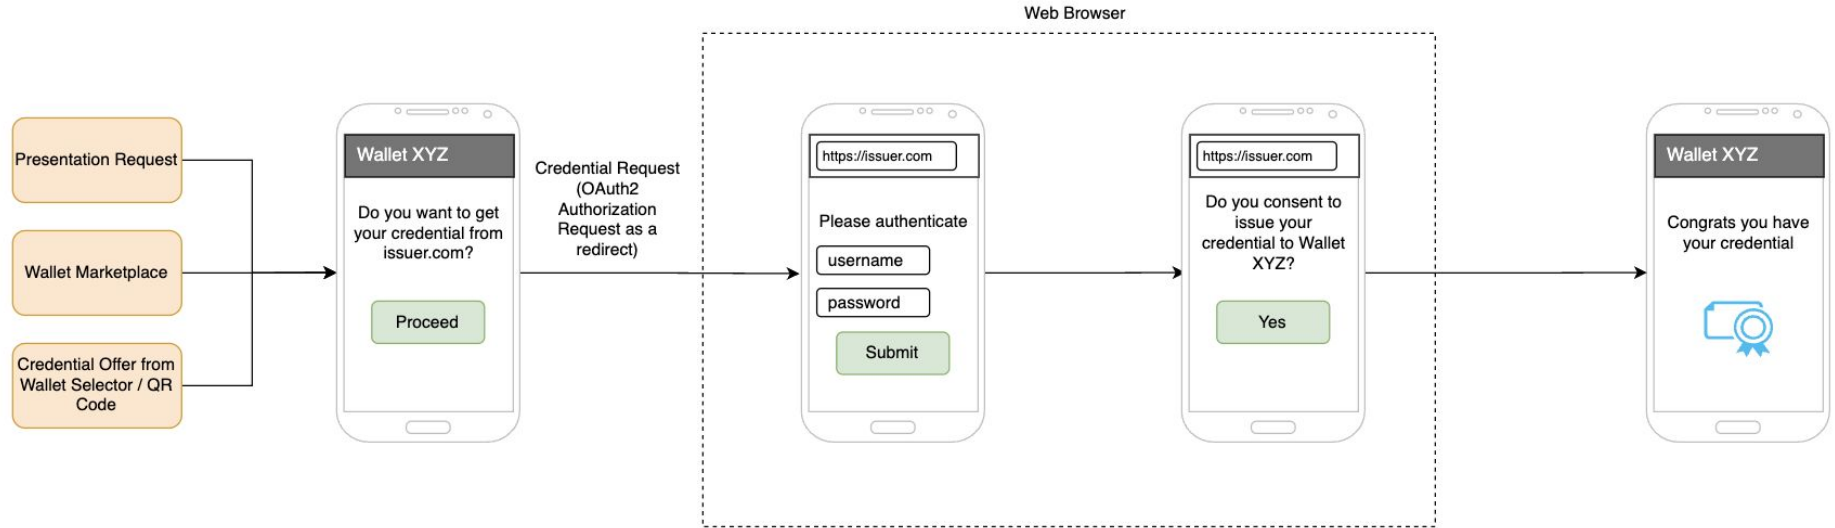 Web Browser
Presentation Request
Wallet Marketplace
Credential Offer from
Wallet Selector / QR
Code
Wallet XYZ
Do you want to get
your credential from
issuer.com?
Proceed
Credential Request
(OAuth2
Authorization
Request as a
redirect)
https://issuer.com
Please authenticate
username
password
Submit
https://issuer.com
Do you consent to
issue your
credential to Wallet
XYZ?
Yes
Wallet XYZ
Congrats you have
your credential